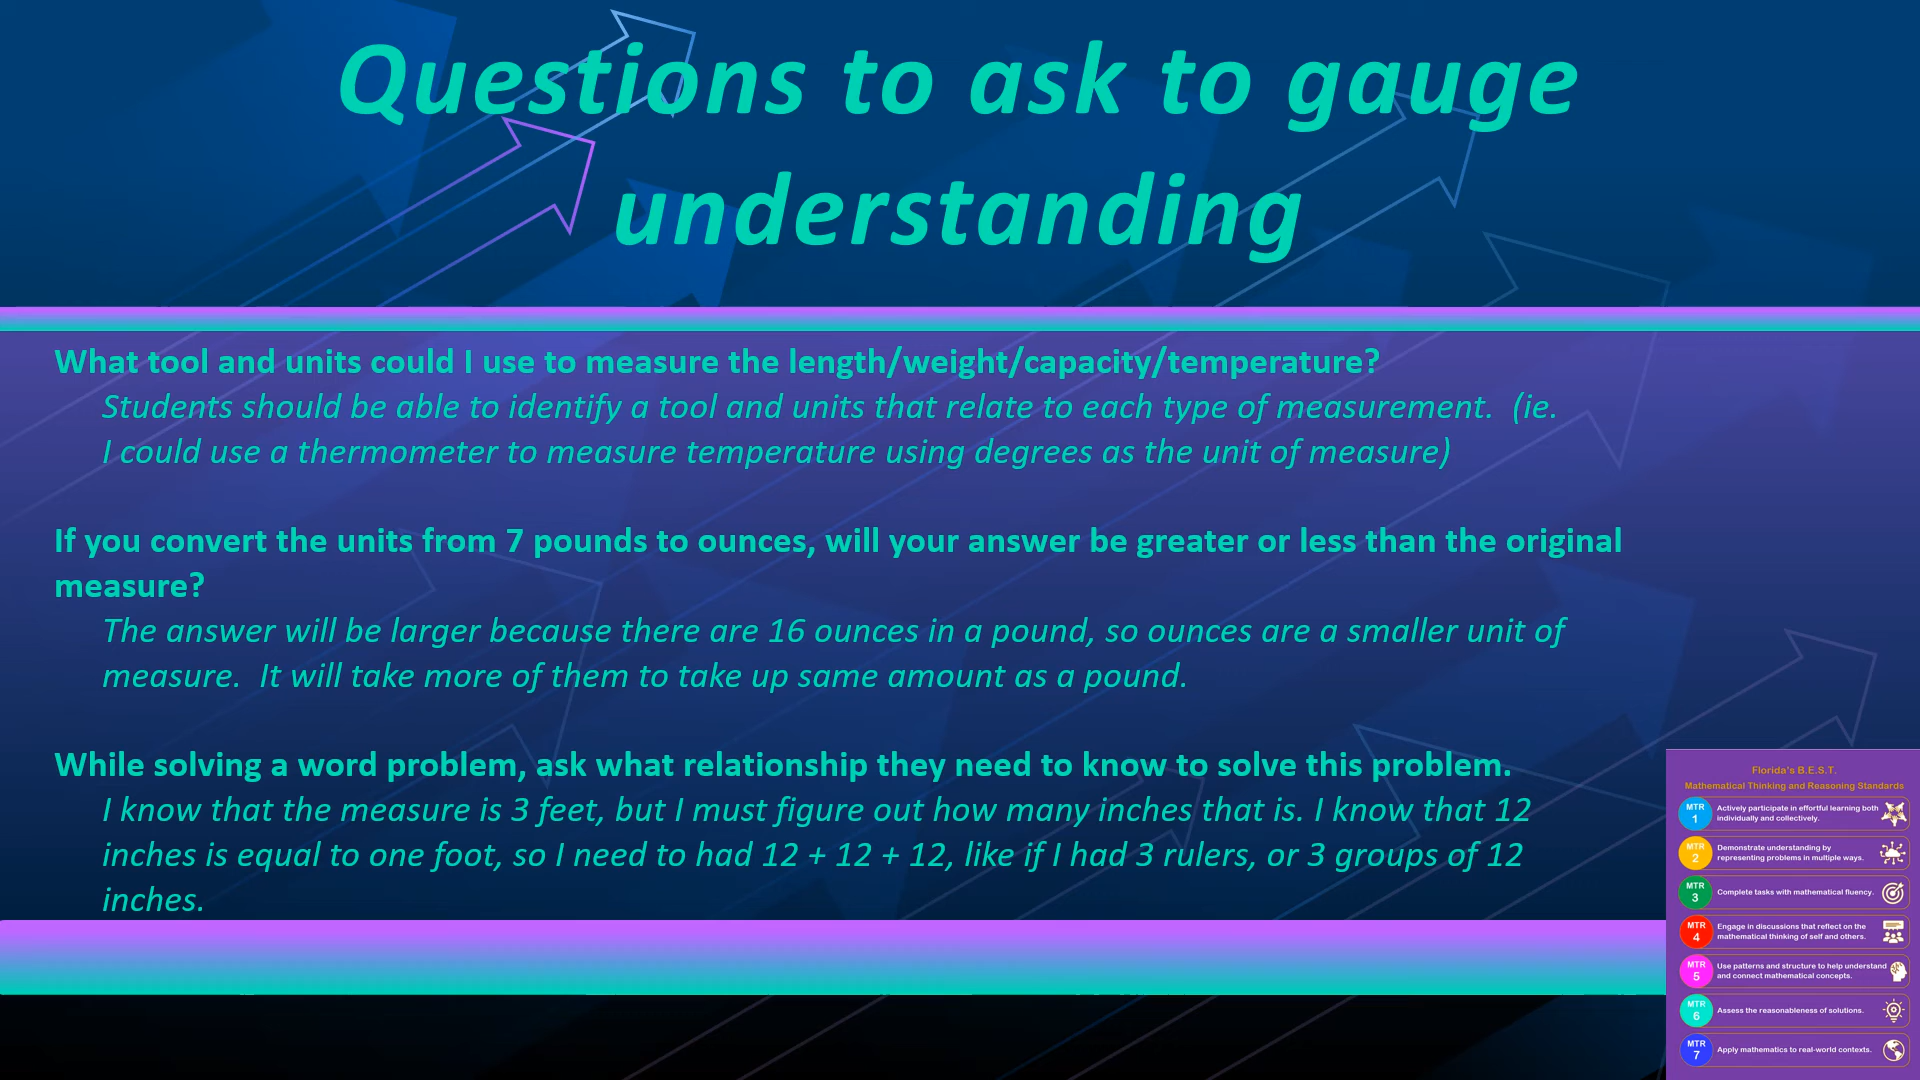 Questions to ask to gauge
understanding
What tool and units could I use to measure the length/weight/capacity/temperature?
Students should be able to identify a tool and units that relate to each type of measurement.  (ie.
I could use a thermometer to measure temperature using degrees as the unit of measure)
If you convert the units from 7 pounds to ounces, will your answer be greater or less than the original
measure?
The answer will be larger because there are 16 ounces in a pound, so ounces are a smaller unit of
measure.  It will take more of them to take up same amount as a pound.
While solving a word problem, ask what relationship they need to know to solve this problem.
I know that the measure is 3 feet, but I must figure out how many inches that is. I know that 12
inches is equal to one foot, so I need to had 12 + 12 + 12, like if I had 3 rulers, or 3 groups of 12
inches.
Florida's B.E.S.T.
Mathematical Thinking and Reasoning Standards
MTR
1
Actively participate in effortful learning both
individually and collectively.
MTR
2
Demonstrate understanding by
representing problems in multiple ways.
MTR
3
Complete tasks with mathematical fluency.
MTR
4
Engage in discussions that reflect on the
mathematical thinking of self and others.
MTR
5
Use patterns and structure to help understand
and connect mathematical concepts.
MTR
6
Assess the reasonableness of solutions.
MTR
7
Apply mathematics to real-world contexts.